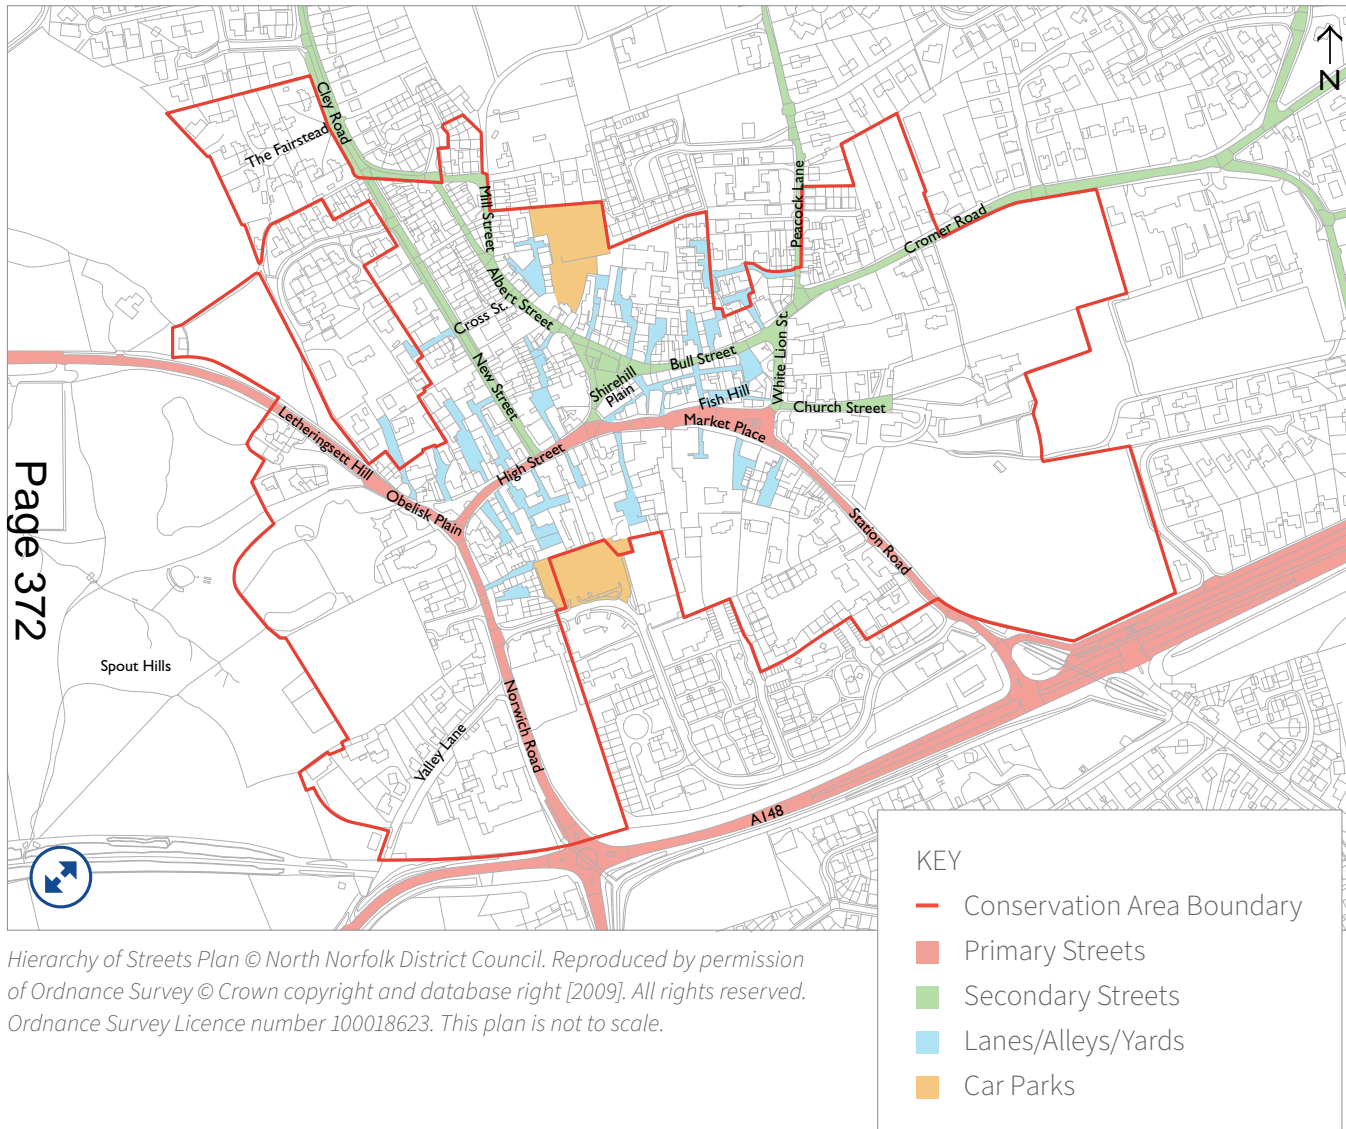 N
Cley Road
The Fairstead
Mill Street
Peacock Lane
Cromer Road
Albert Street
Cross St.
New Street
Shirehill
Plain
Bull Street
White Lion St.
Fish Hill
Church Street
Market Place
High Street
Letheringsett Hill
Obelisk Plain
Station Road
Page 372
Spout Hills
Norwich Road
Valley Lane
A148
KEY
Conservation Area Boundary
Primary Streets
Secondary Streets
Lanes/Alleys/Yards
Car Parks
Hierarchy of Streets Plan © North Norfolk District Council. Reproduced by permission
of Ordnance Survey © Crown copyright and database right [2009]. All rights reserved.
Ordnance Survey Licence number 100018623. This plan is not to scale.